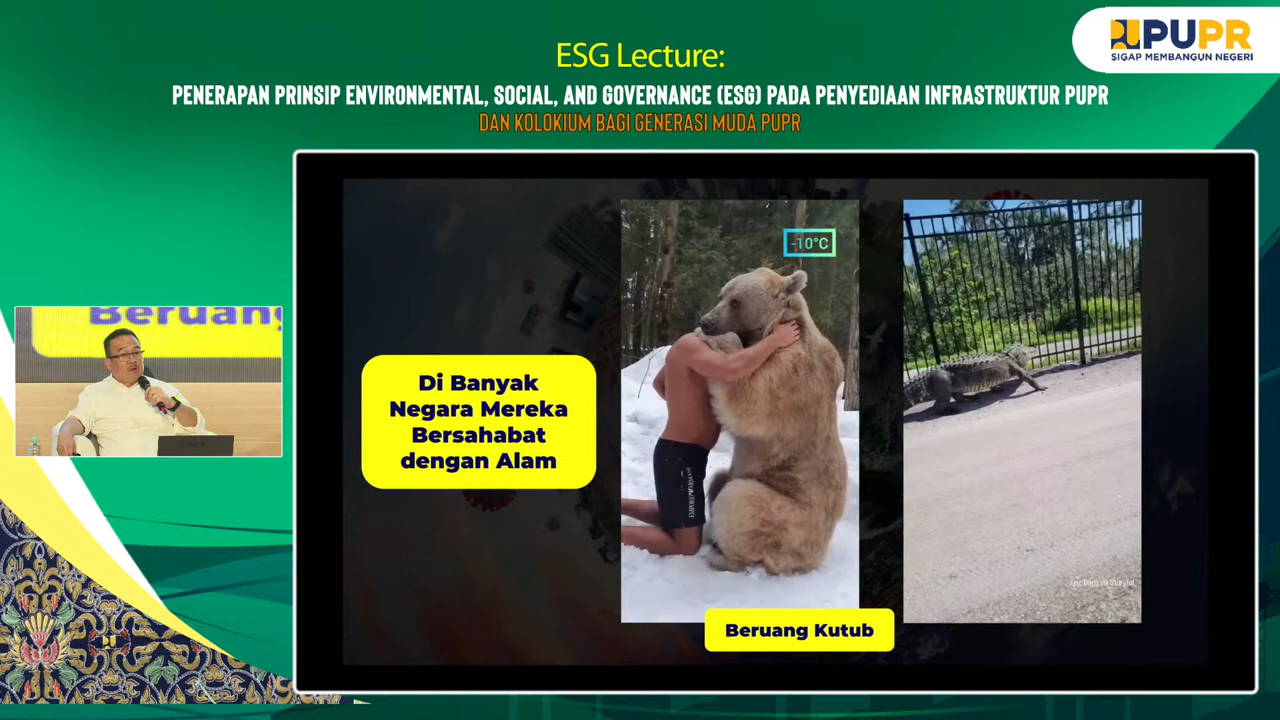 PUPR
SIGAP MEMBANGUN NEGERI
ESG Lecture:
PENERAPAN PRINSIP ENVIRONMENTAL, SOCIAL, AND GOVERNANCE (ESG) PADA PENYEDIAAN INFRASTRUKTUR PUPR
DAN KOLOKIUM BAGI GENERASI MUDA PUPR
-10°C
Beruang
Di Banyak
Negara Mereka
Bersahabat
dengan Alam
Beruang Kutub